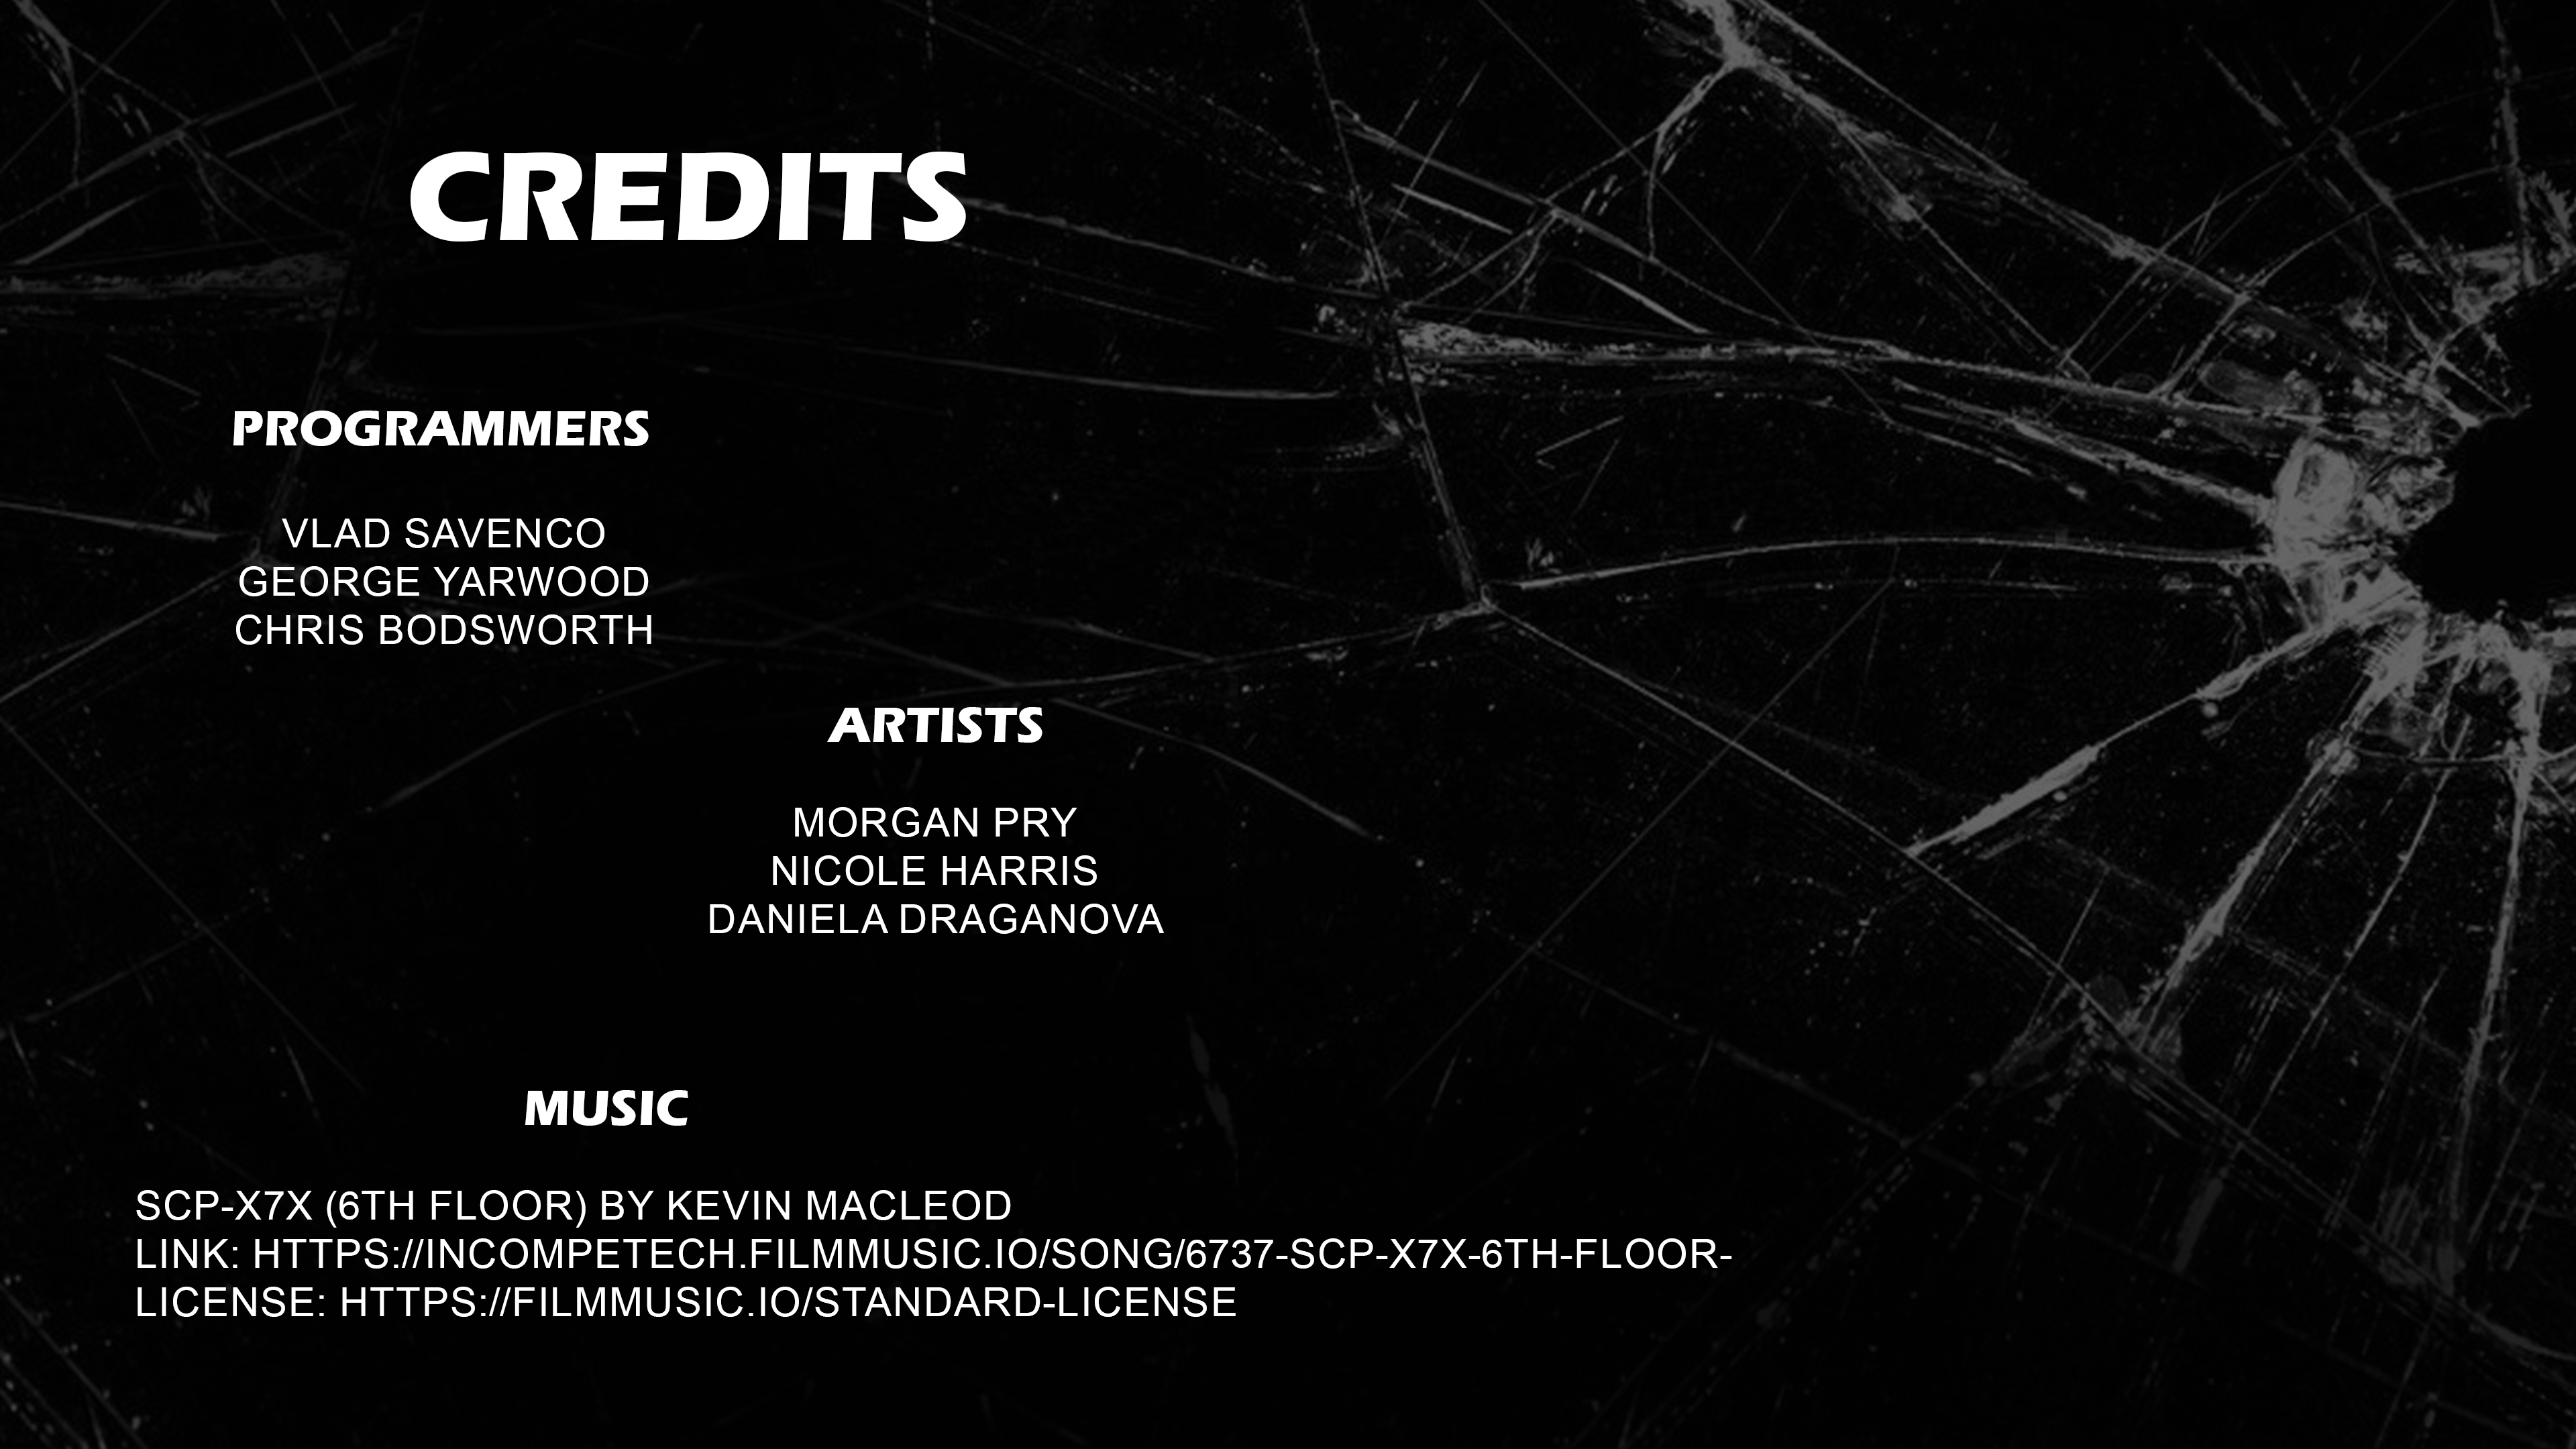 CREDITS
PROGRAMMERS
VLAD SAVENCO
GEORGE YARWOOD
CHRIS BODSWORTH
ARTISTS
MORGAN PRY
NICOLE HARRIS
DANIELA DRAGANOVA
MUSIC
SCP-X7X (6TH FLOOR) BY KEVIN MACLEOD
LINK: HTTPS://INCOMPETECH.FILMMUSIC.IO/SONG/6737-SCP-X7X-6TH-FLOOR-
LICENSE: HTTPS://FILMMUSIC.IO/STANDARD-LICENSE